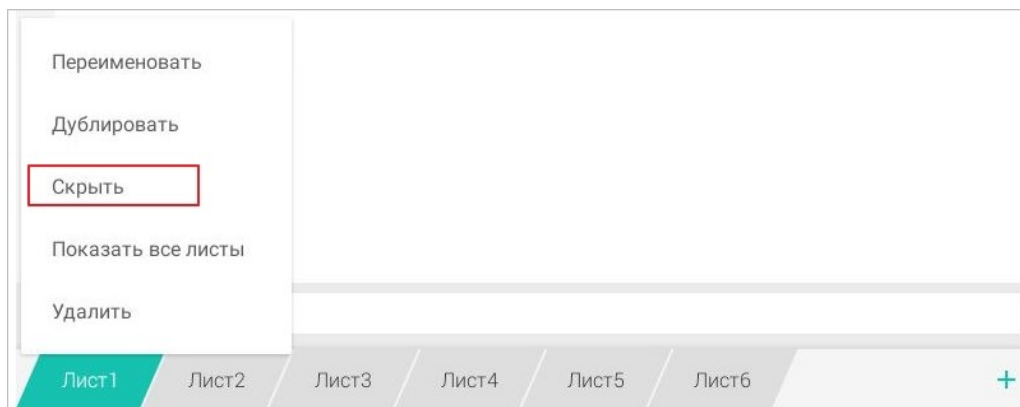 Переименовать
Дублировать
Скрыть
Показать все листы
Удалить
Лист1 Лист2 Лист3 Лист4 Лист5 Лист6 +